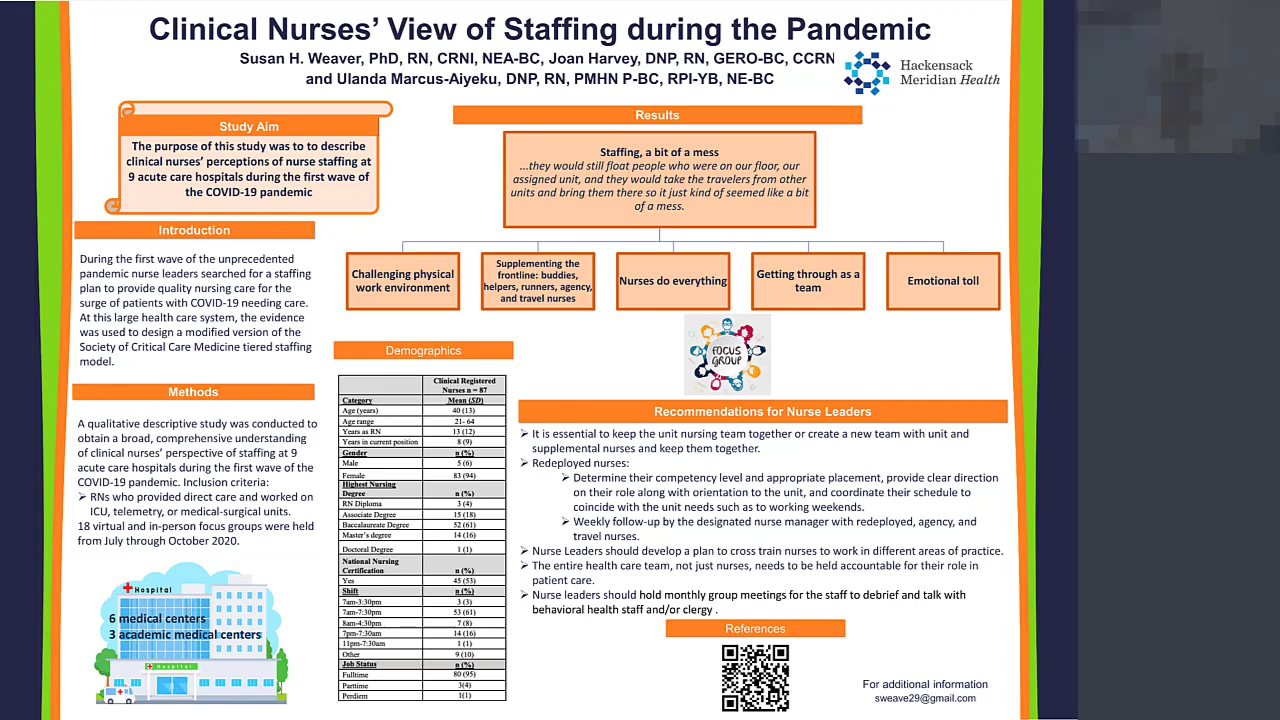 Clinical Nurses’ View of Staffing during the Pandemic
Susan H. Weaver, PhD, RN, CRNI, NEA-BC, Joan Harvey, DNP, RN, GERO-BC, CCRN
and Ulanda Marcus-Aiyeku, DNP, RN, PMHN P-BC, RPI-YB, NE-BC
Hackensack
Meridian Health
Study Aim
The purpose of this study was to to describe
clinical nurses’ perceptions of nurse staffing at
9 acute care hospitals during the first wave of
the COVID-19 pandemic
Introduction
During the first wave of the unprecedented
pandemic nurse leaders searched for a staffing
plan to provide quality nursing care for the
surge of patients with COVID-19 needing care.
At this large health care system, the evidence
was used to design a modified version of the
Society of Critical Care Medicine tiered staffing
model.
Methods
A qualitative descriptive study was conducted to
obtain a broad, comprehensive understanding
of clinical nurses’ perspective of staffing at 9
acute care hospitals during the first wave of the
COVID-19 pandemic. Inclusion criteria:
➢ RNs who provided direct care and worked on
ICU, telemetry, or medical-surgical units.
18 virtual and in-person focus groups were held
from July through October 2020.
Hospital
6 medical centers
3 academic medical centers
Hospital
Results
Staffing, a bit of a mess
...they would still float people who were on our floor, our
assigned unit, and they would take the travelers from other
units and bring them there so it just kind of seemed like a bit
of a mess.
Challenging physical
work environment
Supplementing the
frontline: buddies,
helpers, runners, agency,
and travel nurses
Nurses do everything
Getting through as a
team
Emotional toll
FOCUS
GROUP
Demographics
Clinical Registered
Nurses n = 87
Category Mean (SD)
Age (years) 40 (13)
Age range 21- 64
Years as RN 13 (12)
Years in current position 8 (9)
Gender n (%)
Male 5 (6)
Female 83 (94)
Highest Nursing
Degree n (%)
RN Diploma 3 (4)
Associate Degree 15 (18)
Baccalaureate Degree 52 (61)
Master’s degree 14 (16)
Doctoral Degree 1 (1)
National Nursing
Certification n (%)
Yes 45 (53)
Shift n (%)
7am-3:30pm 3 (3)
7am-7:30pm 53 (61)
8am-4:30pm 7 (8)
7pm-7:30am 14 (16)
11pm-7:30am 1 (1)
Other 9 (10)
Job Status n (%)
Fulltime 80 (95)
Parttime 3(4)
Perdiem 1(1)
Recommendations for Nurse Leaders
➢ It is essential to keep the unit nursing team together or create a new team with unit and
supplemental nurses and keep them together.
➢ Redeployed nurses:
➢ Determine their competency level and appropriate placement, provide clear direction
on their role along with orientation to the unit, and coordinate their schedule to
coincide with the unit needs such as to working weekends.
➢ Weekly follow-up by the designated nurse manager with redeployed, agency, and
travel nurses.
➢ Nurse Leaders should develop a plan to cross train nurses to work in different areas of practice.
➢ The entire health care team, not just nurses, needs to be held accountable for their role in
patient care.
➢ Nurse leaders should hold monthly group meetings for the staff to debrief and talk with
behavioral health staff and/or clergy .
References
For additional information
sweave29@gmail.com